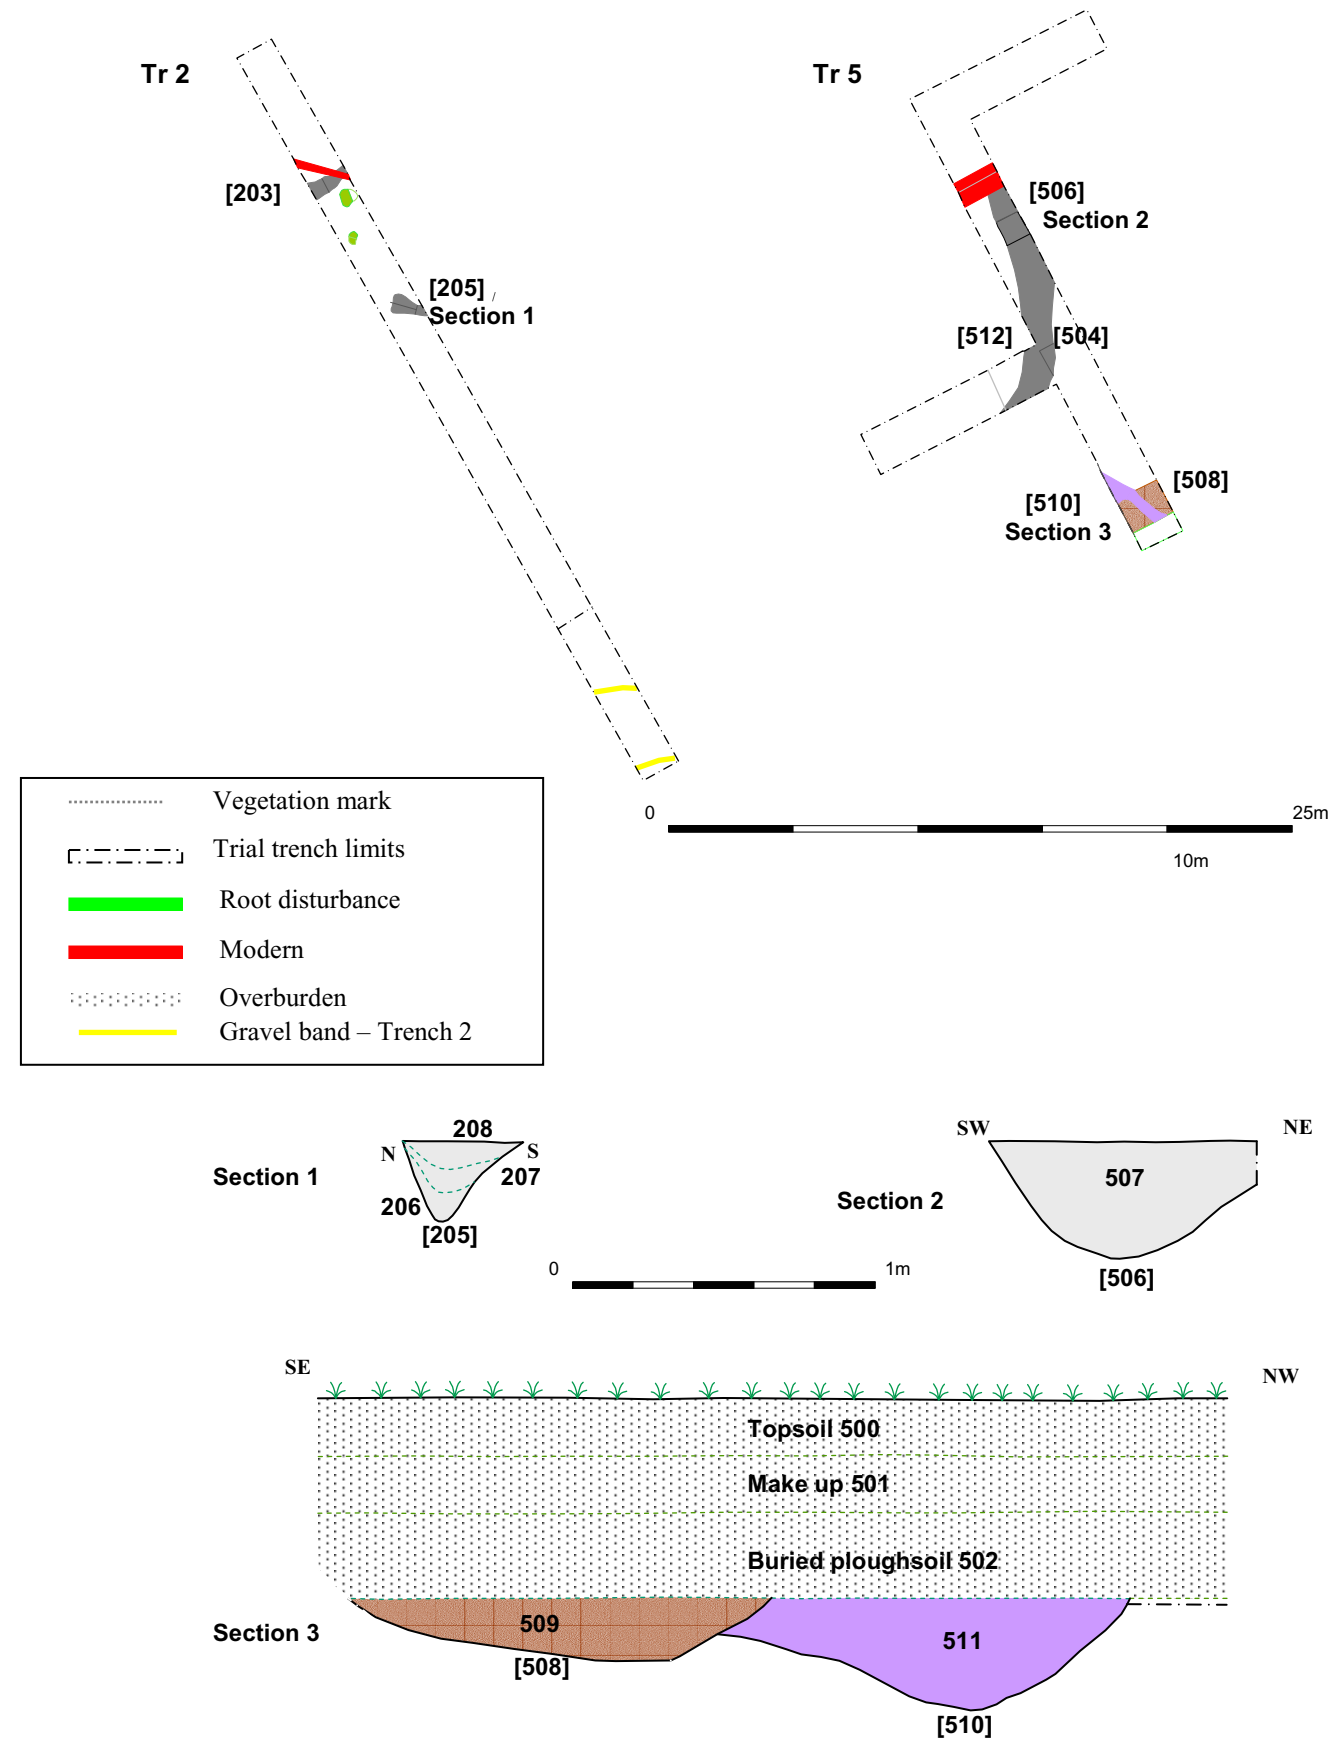 Tr 2
Tr 5
[203]
[506]
Section 2
[205]
Section 1
[512]
[504]
[508]
[510]
Section 3
0
25m
10m
Vegetation mark
Trial trench limits
Root disturbance
Modern
Overburden
Gravel band – Trench 2
208
N
S
Section 1
207
206
[205]
SW
NE
507
Section 2
[506]
0
1m
SE
NW
Topsoil 500
Make up 501
Buried ploughsoil 502
Section 3
509
511
[508]
[510]